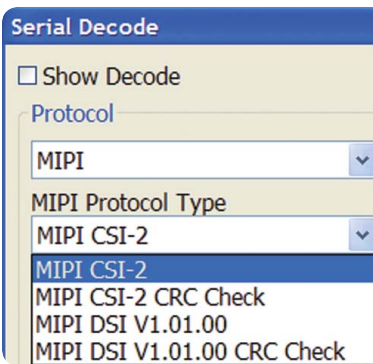 Serial Decode
Show Decode
Protocol
MIPI
MIPI Protocol Type
MIPI CSI-2
MIPI CSI-2
MIPI CSI-2 CRC Check
MIPI DSI V1.01.00
MIPI DSI V1.01.00 CRC Check